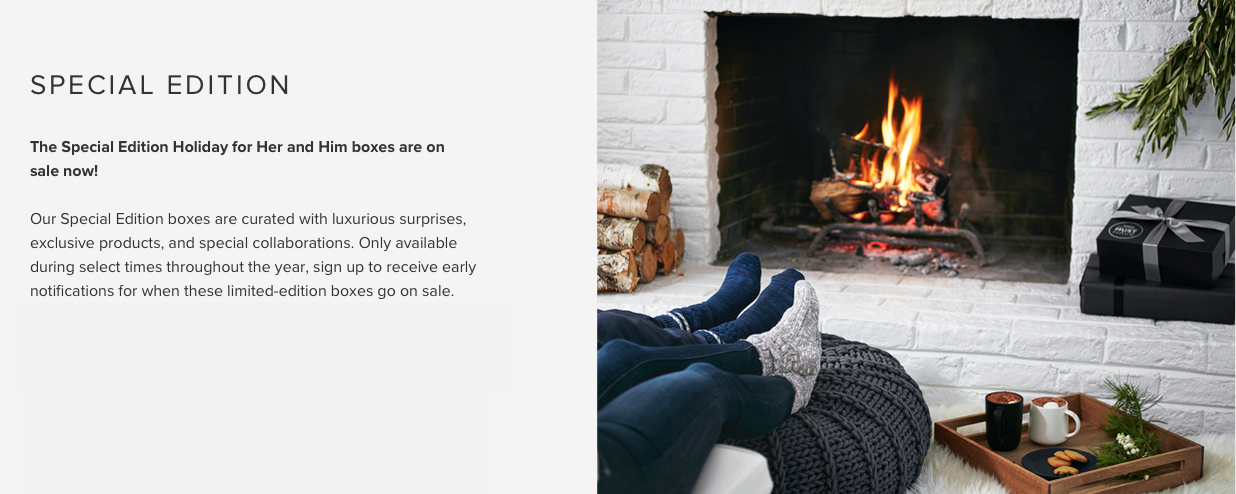 SPECIAL EDITION
The Special Edition Holiday for Her and Him boxes are on
sale now!
Our Special Edition boxes are curated with luxurious surprises,
exclusive products, and special collaborations. Only available
during select times throughout the year, sign up to receive early
notifications for when these limited-edition boxes go on sale.